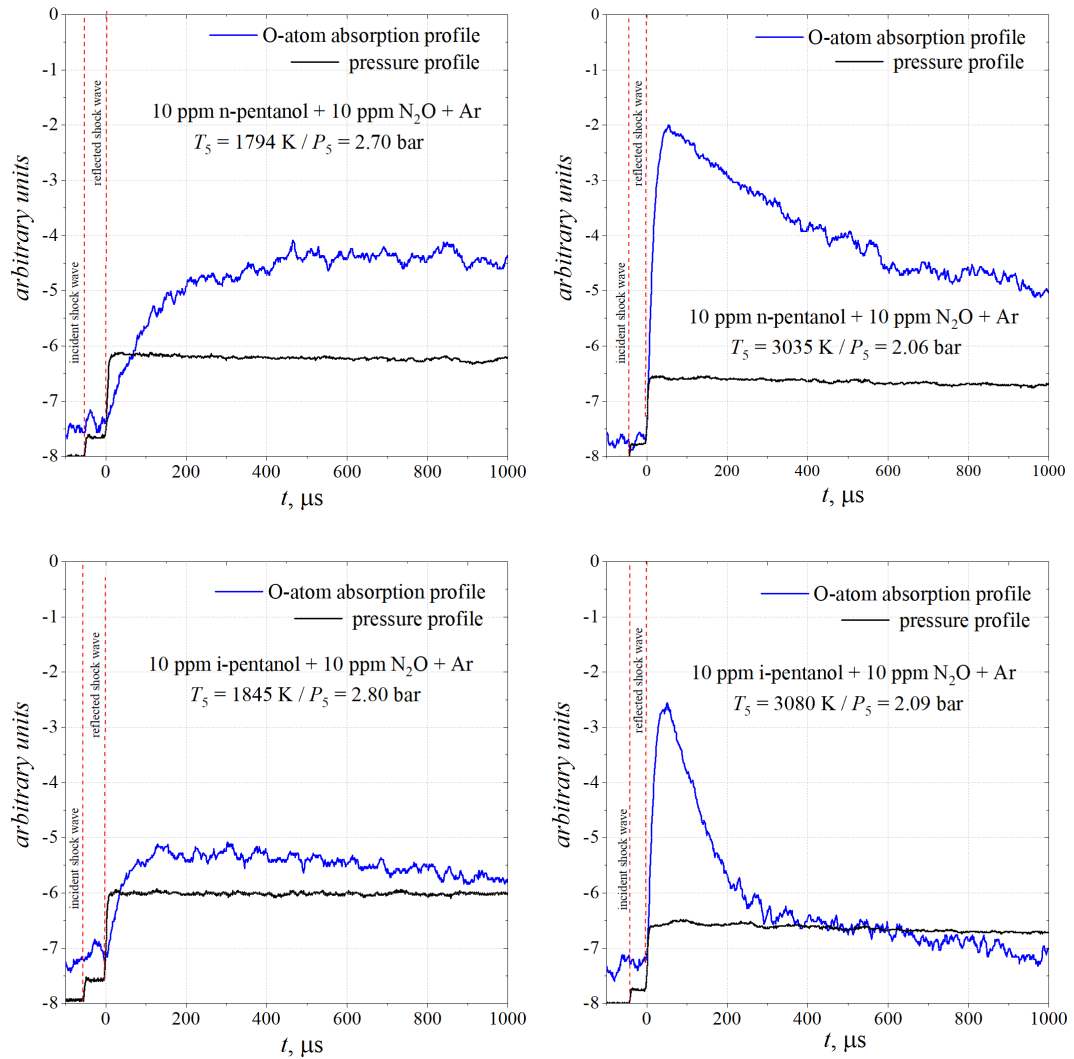 0
-1
-2
-3
-4
-5
-6
-7
-8
arbitrary units
incident shock wave
reflected shock wave
O-atom absorption profile
pressure profile
10 ppm n-pentanol + 10 ppm N₂O + Ar
T₅ = 1794 K / P₅ = 2.70 bar
0 200 400 600 800 1000
t, μs
0
-1
-2
-3
-4
-5
-6
-7
-8
arbitrary units
incident shock wave
reflected shock wave
O-atom absorption profile
pressure profile
10 ppm n-pentanol + 10 ppm N₂O + Ar
T₅ = 3035 K / P₅ = 2.06 bar
0 200 400 600 800 1000
t, μs
0
-1
-2
-3
-4
-5
-6
-7
-8
arbitrary units
incident shock wave
reflected shock wave
O-atom absorption profile
pressure profile
10 ppm i-pentanol + 10 ppm N₂O + Ar
T₅ = 1845 K / P₅ = 2.80 bar
0 200 400 600 800 1000
t, μs
0
-1
-2
-3
-4
-5
-6
-7
-8
arbitrary units
incident shock wave
reflected shock wave
O-atom absorption profile
pressure profile
10 ppm i-pentanol + 10 ppm N₂O + Ar
T₅ = 3080 K / P₅ = 2.09 bar
0 200 400 600 800 1000
t, μs